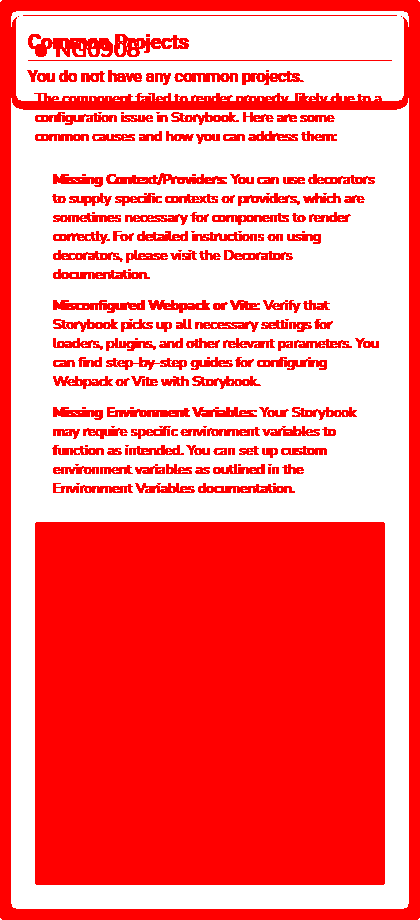 Common Projects
NG0908
You do not have any common projects.
The component failed to render properly, likely due to a
configuration issue in Storybook. Here are some
common causes and how you can address them:
Missing Context/Providers: You can use decorators
to supply specific contexts or providers, which are
sometimes necessary for components to render
correctly. For detailed instructions on using
decorators, please visit the Decorators
documentation.
Misconfigured Webpack or Vite: Verify that
Storybook picks up all necessary settings for
loaders, plugins, and other relevant parameters. You
can find step-by-step guides for configuring
Webpack or Vite with Storybook.
Missing Environment Variables: Your Storybook
may require specific environment variables to
function as intended. You can set up custom
environment variables as outlined in the
Environment Variables documentation.